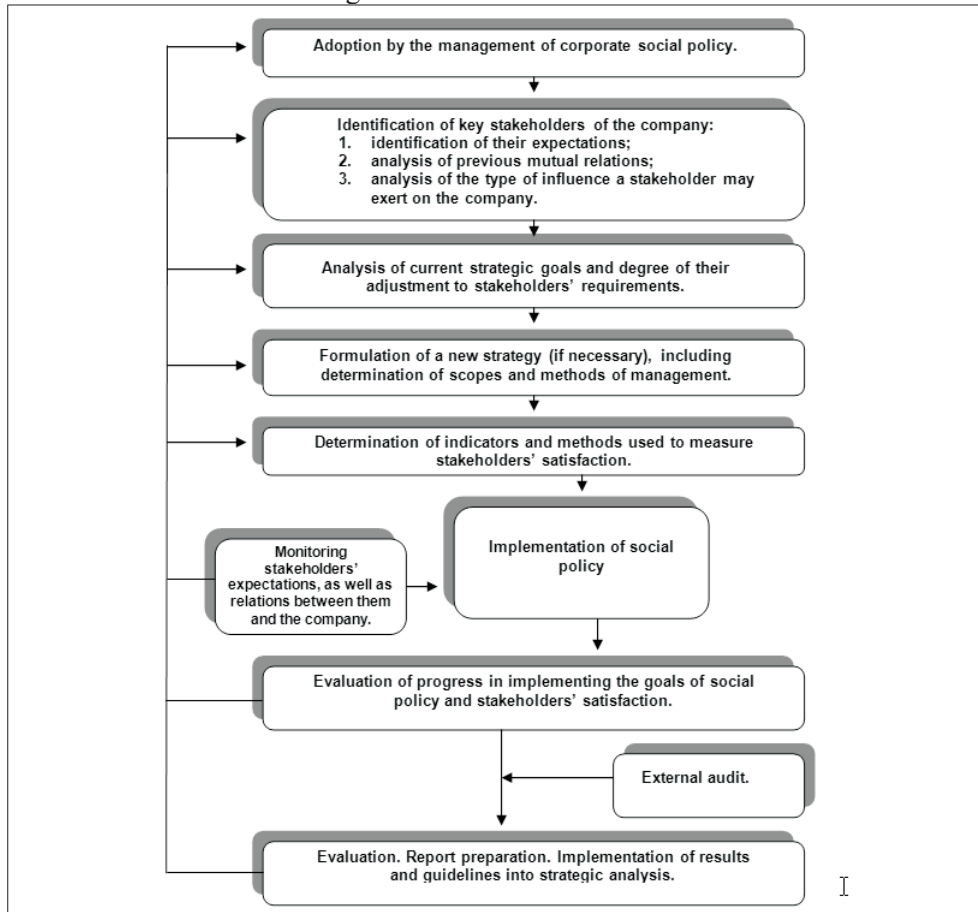 Adoption by the management of corporate social policy.
Identification of key stakeholders of the company:
1. identification of their expectations;
2. analysis of previous mutual relations;
3. analysis of the type of influence a stakeholder may
exert on the company.
Analysis of current strategic goals and degree of their
adjustment to stakeholders’ requirements.
Formulation of a new strategy (if necessary), including
determination of scopes and methods of management.
Determination of indicators and methods used to measure
stakeholders’ satisfaction.
Implementation of social
policy
Monitoring
stakeholders’
expectations, as well as
relations between them
and the company.
Evaluation of progress in implementing the goals of social
policy and stakeholders’ satisfaction.
External audit.
Evaluation. Report preparation. Implementation of results
and guidelines into strategic analysis.